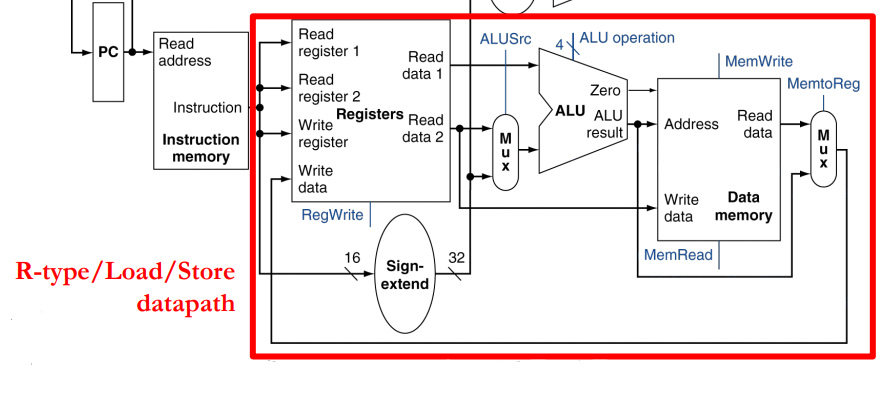 PC
Read
address
Instruction
Instruction
memory
Read
register 1
Read
register 2
Write
register
Write
data
Registers
Read
data 1
Read
data 2
RegWrite
16
Sign-
extend
32
ALUSrc
M
u
x
4
ALU operation
Zero
ALU
ALU
result
MemWrite
Address
Read
data
Write
data
Data
memory
MemRead
MemtoReg
M
u
x
R-type/Load/Store
datapath